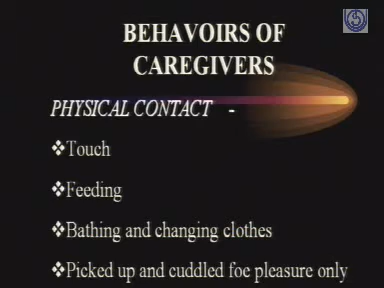 BEHAVOIRS OF
CAREGIVERS
PHYSICAL CONTACT -
❖Touch
❖Feeding
❖Bathing and changing clothes
❖Picked up and cuddled foe pleasure only